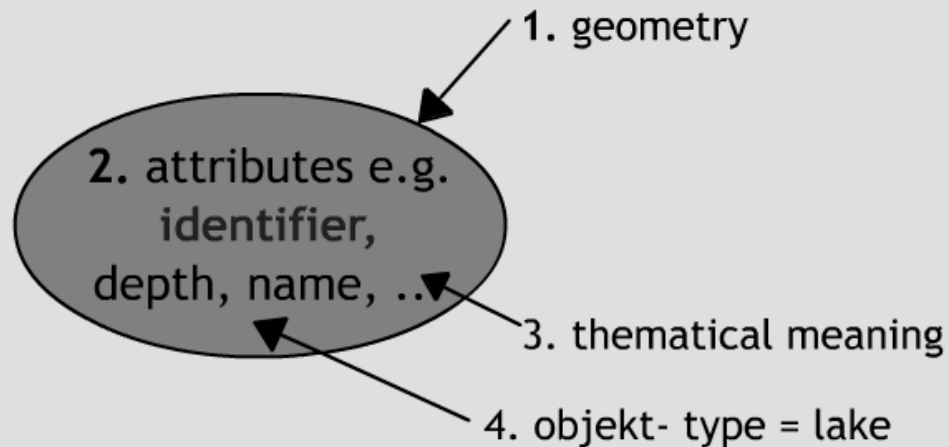 1. geometry
2. attributes e.g.
identifier,
depth, name, ...
3. thematical meaning
4. objekt- type = lake